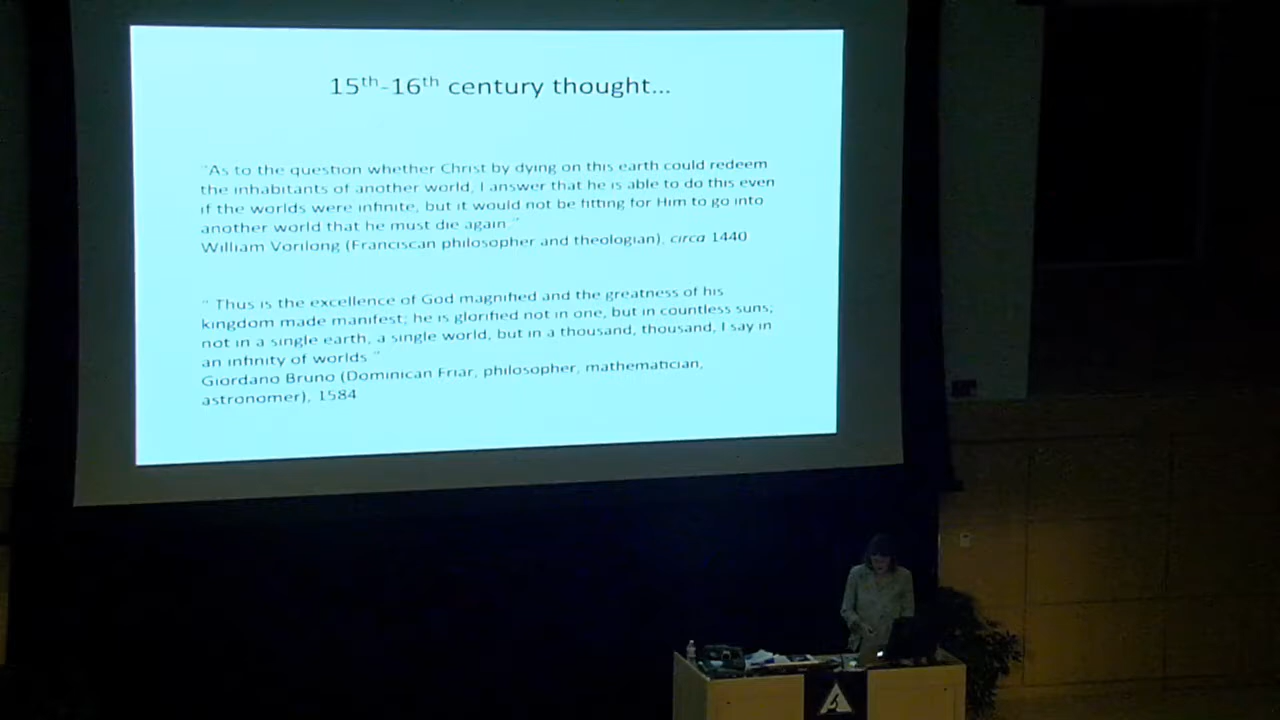 15th-16th century thought...
"As to the question whether Christ by dying on this earth could redeem
the inhabitants of another world, I answer that he is able to do this even
if the worlds were infinite, but it would not be fitting for Him to go into
another world that he must die again."
William Vorilong (Franciscan philosopher and theologian), circa 1440
" Thus is the excellence of God magnified and the greatness of his
kingdom made manifest; he is glorified not in one, but in countless suns;
not in a single earth, a single world, but in a thousand, thousand, I say in
an infinity of worlds "
Giordano Bruno (Dominican Friar, philosopher, mathematician,
astronomer), 1584